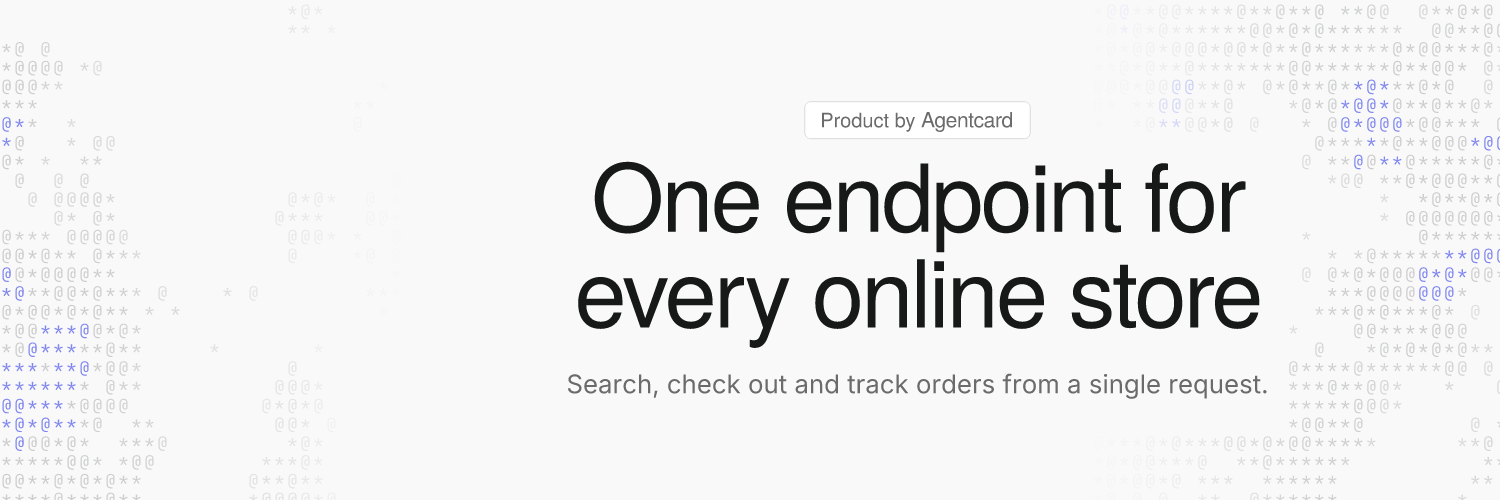 Product by Agentcard
One endpoint for
every online store
Search, check out and track orders from a single request.